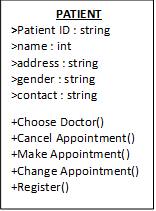 PATIENT
>Patient ID : string
>name : int
>address : string
>gender : string
>contact : string
+Choose Doctor()
+Cancel Appointment()
+Make Appointment()
+Change Appointment()
+Register()